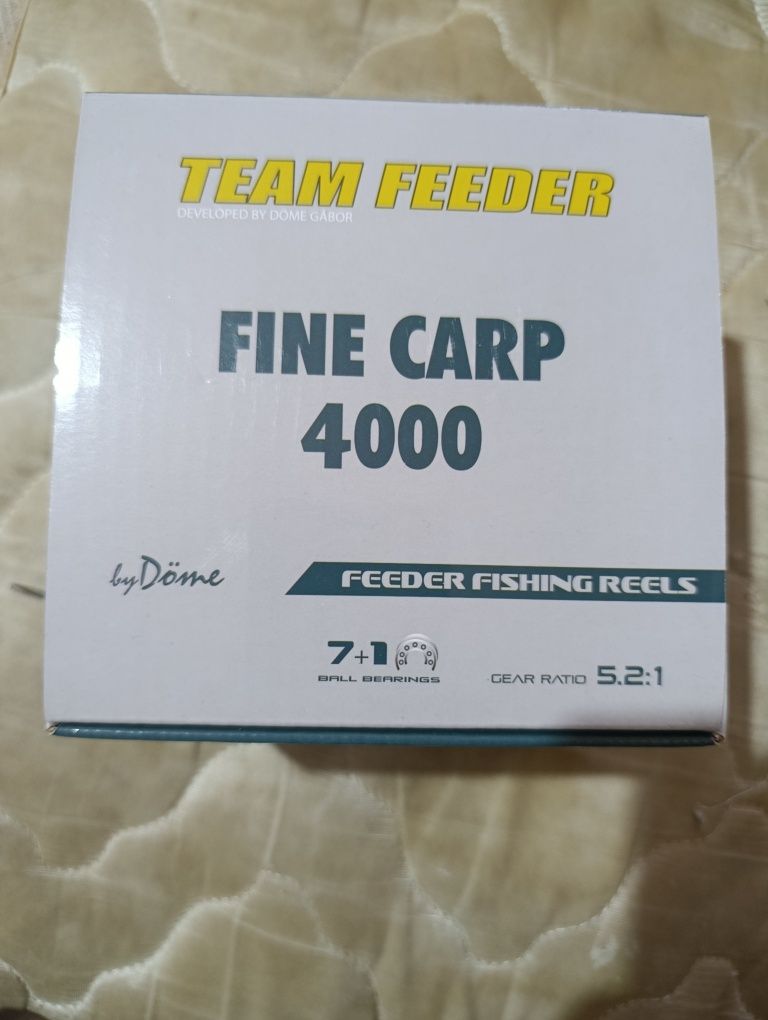 TEAM FEEDER
DEVELOPED BY DÖME GÁBOR
FINE CARP
4000
by Döme
FEEDER FISHING REELS
7+1
BALL BEARINGS
GEAR RATIO 5.2:1